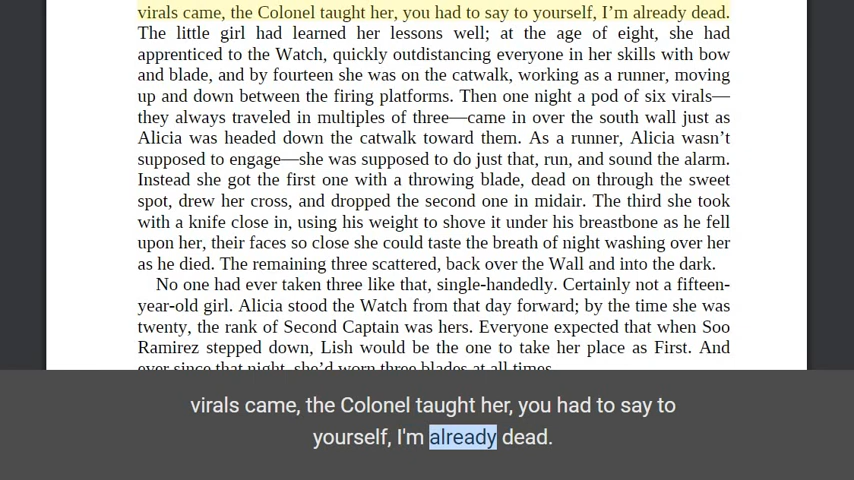 virals came, the Colonel taught her, you had to say to yourself, I’m already dead.
The little girl had learned her lessons well; at the age of eight, she had
apprenticed to the Watch, quickly outdistancing everyone in her skills with bow
and blade, and by fourteen she was on the catwalk, working as a runner, moving
up and down between the firing platforms. Then one night a pod of six virals—
they always traveled in multiples of three—came in over the south wall just as
Alicia was headed down the catwalk toward them. As a runner, Alicia wasn’t
supposed to engage—she was supposed to do just that, run, and sound the alarm.
Instead she got the first one with a throwing blade, dead on through the sweet
spot, drew her cross, and dropped the second one in midair. The third she took
with a knife close in, using his weight to shove it under his breastbone as he fell
upon her, their faces so close she could taste the breath of night washing over her
as he died. The remaining three scattered, back over the Wall and into the dark.
No one had ever taken three like that, single-handedly. Certainly not a fifteen-
year-old girl. Alicia stood the Watch from that day forward; by the time she was
twenty, the rank of Second Captain was hers. Everyone expected that when Soo
Ramirez stepped down, Lish would be the one to take her place as First. And
ever since that night, she’d worn three blades at all times.
virals came, the Colonel taught her, you had to say to
yourself, I'm already dead.